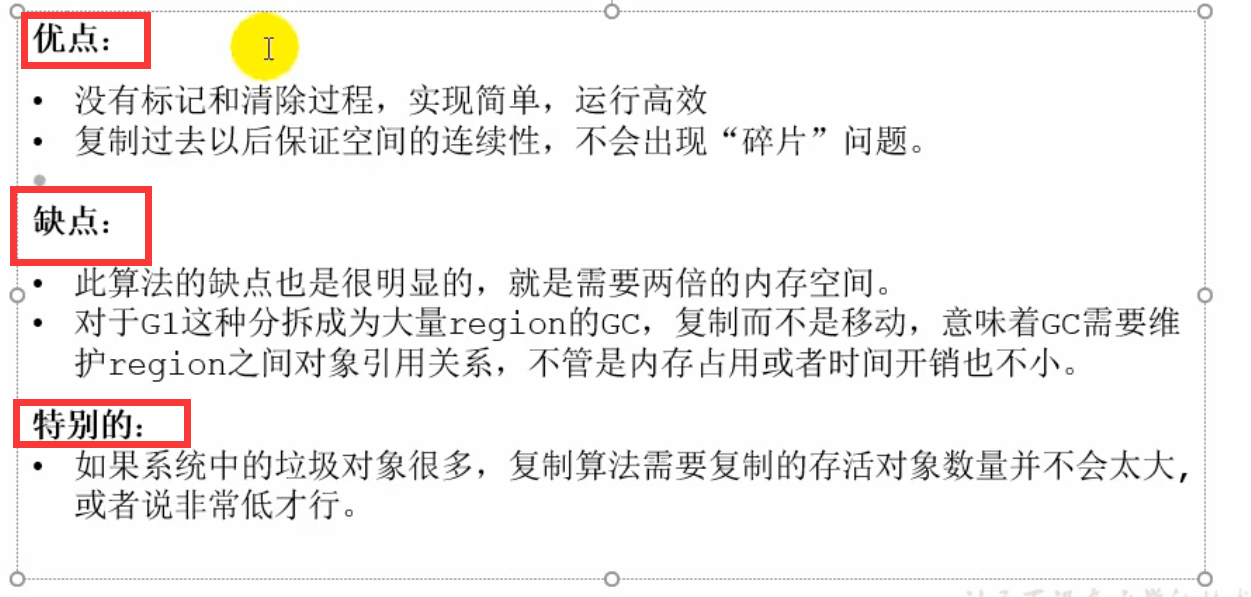 优点：
• 没有标记和清除过程，实现简单，运行高效
• 复制过去以后保证空间的连续性，不会出现“碎片”问题。
缺点：
• 此算法的缺点也是很明显的，就是需要两倍的内存空间。
• 对于G1这种分拆成为大量region的GC，复制而不是移动，意味着GC需要维
护region之间对象引用关系，不管是内存占用或者时间开销也不小。
特别的：
• 如果系统中的垃圾对象很多，复制算法需要复制的存活对象数量并不会太大，
或者说非常低才行。